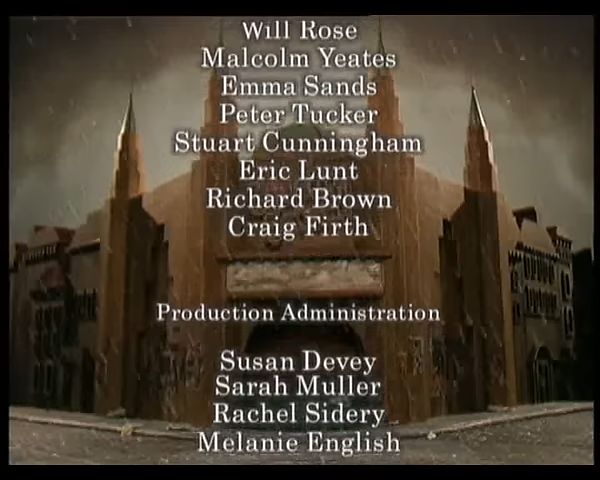 Will Rose
Malcolm Yeates
Emma Sands
Peter Tucker
Stuart Cunningham
Eric Lunt
Richard Brown
Craig Firth
Production Administration
Susan Devey
Sarah Muller
Rachel Sidery
Melanie English